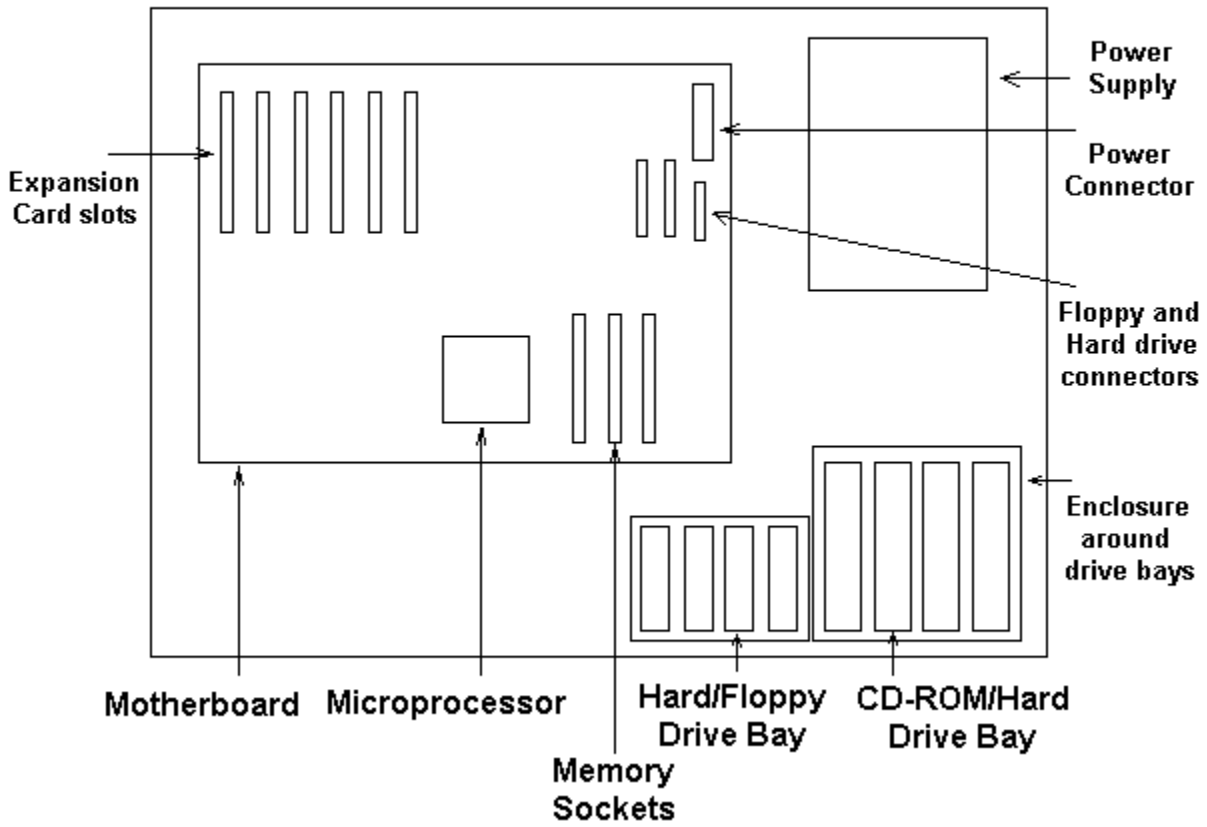 Power
Supply
Power
Connector
Expansion
Card slots
Floppy and
Hard drive
connectors
Enclosure
around
drive bays
Motherboard
Microprocessor
Memory
Sockets
Hard/Floppy
Drive Bay
CD-ROM/Hard
Drive Bay